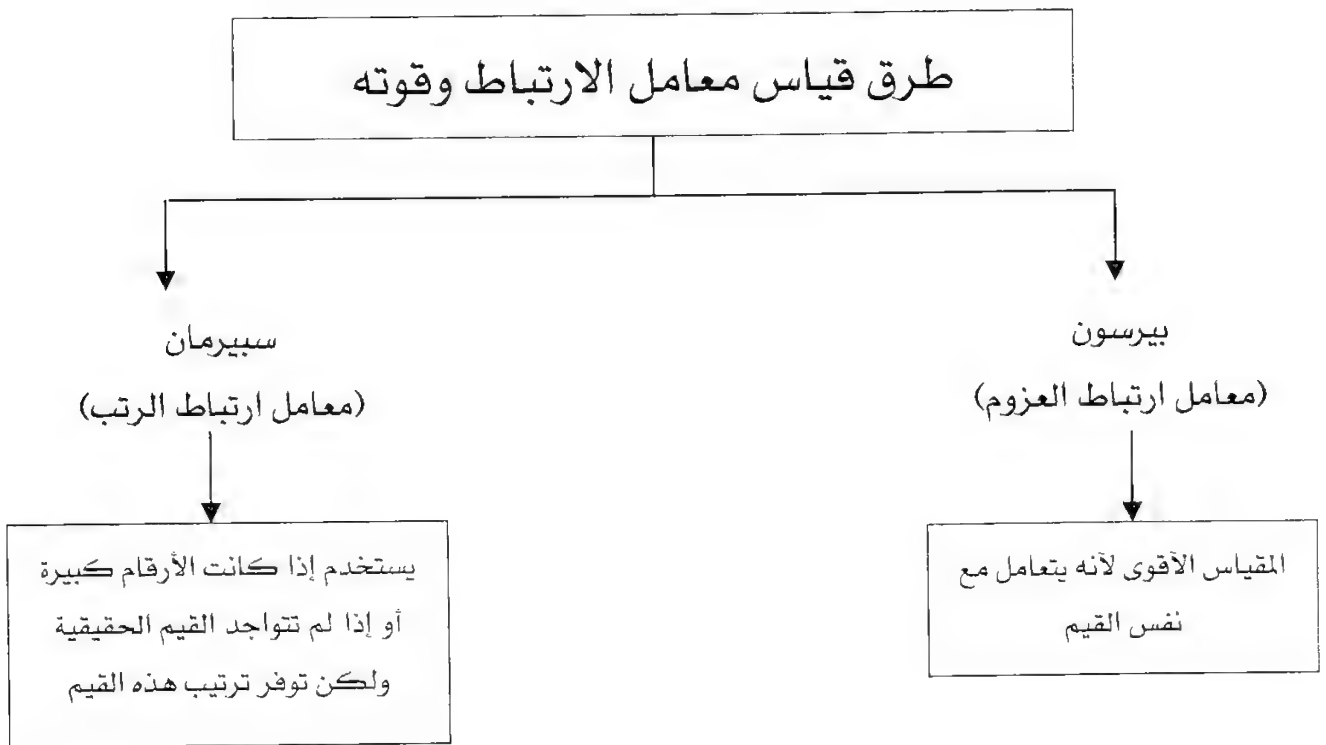 طرق قياس معامل الارتباط وقوته
بيرسون
(معامل ارتباط العزوم)
المقياس الأقوى لأنه يتعامل مع
نفس القيم
سبيرمان
(معامل ارتباط الرتب)
يستخدم إذا كانت الأرقام كبيرة
أو إذا لم تتواجد القيم الحقيقية
ولكن توفر ترتيب هذه القيم